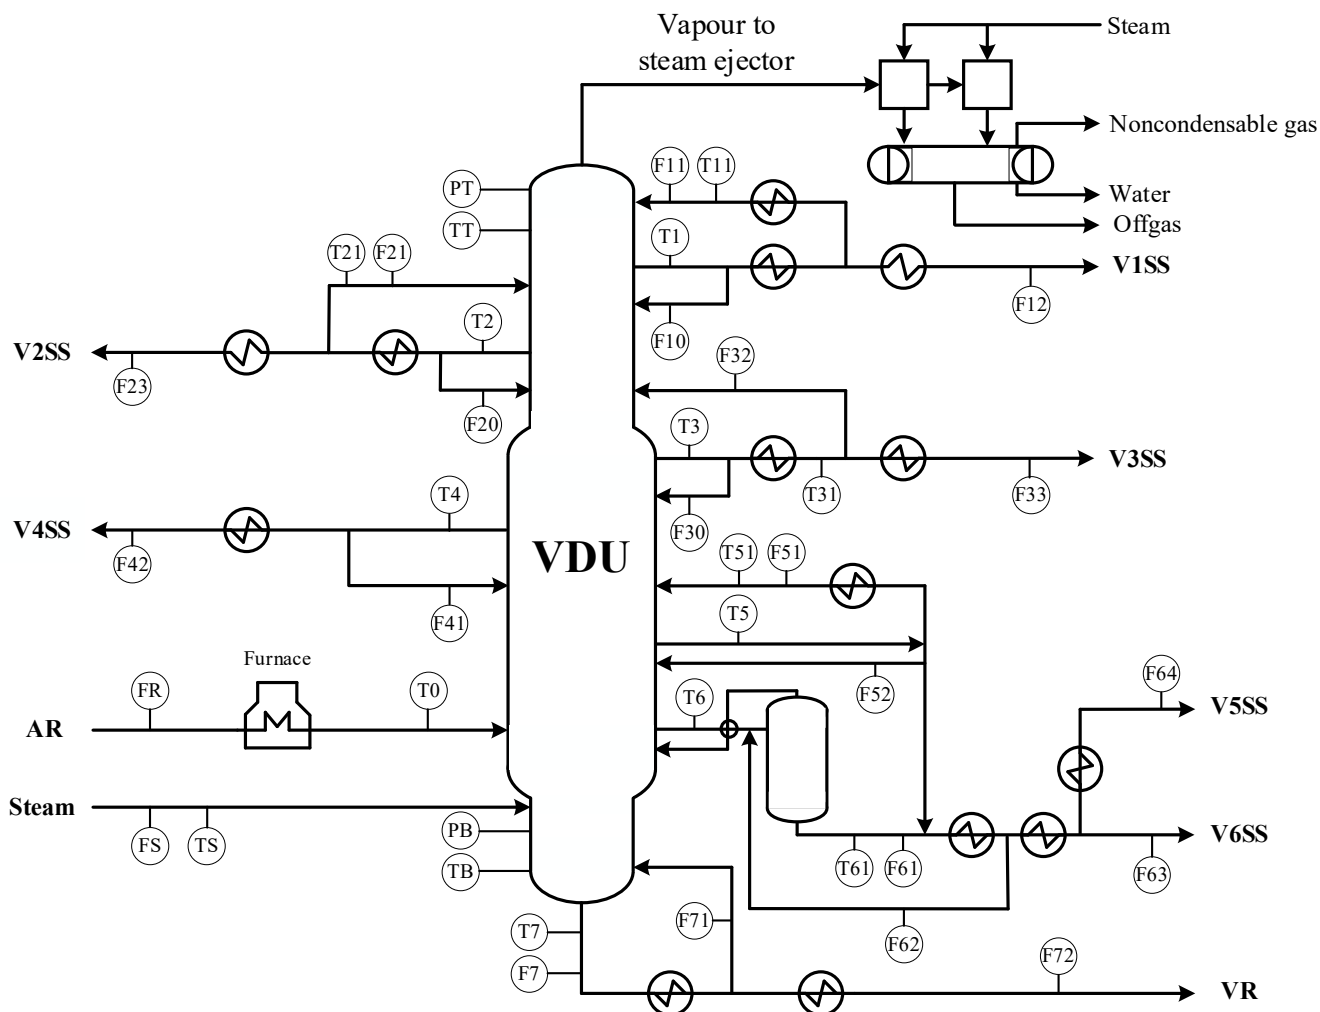 Vapour to
steam ejector
Steam
Noncondensable gas
Water
Offgas
PT
TT
F11
T11
T1
F10
F12
V1SS
T21
F21
T2
V2SS
F23
F20
F32
T3
V3SS
T31
F33
F30
T4
V4SS
F42
F41
VDU
T51
F51
T5
F52
Furnace
FR
T0
AR
T6
F64
V5SS
Steam
FS
TS
PB
TB
T61
F61
V6SS
F63
F62
T7
F7
F71
F72
VR